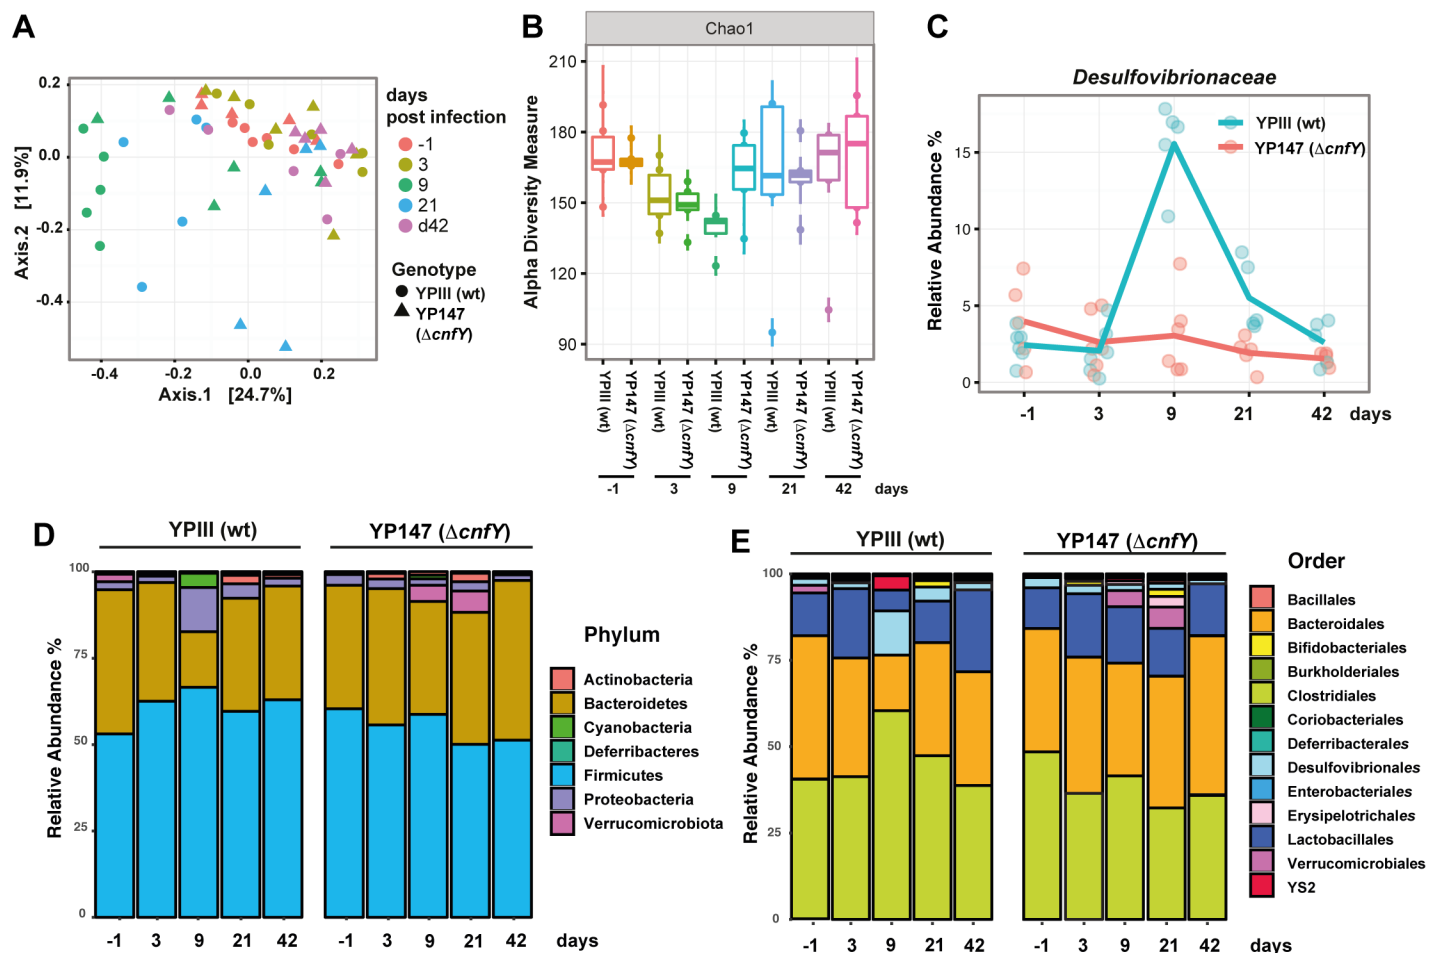 A
0.2
0.0
-0.2
-0.4
Axis.2 [11.9%]
-0.4
-0.2
0.0
0.2
Axis.1 [24.7%]
days
post infection
-1
3
9
21
d42
Genotype
YPIII (wt)
YP147
(ΔcnfY)
B
Chao1
Alpha Diversity Measure
210
180
150
120
90
YPIII (wt)
YP147 (ΔcnfY)
YPIII (wt)
YP147 (ΔcnfY)
YPIII (wt)
YP147 (ΔcnfY)
YPIII (wt)
YP147 (ΔcnfY)
YPIII (wt)
YP147 (ΔcnfY)
-1
3
9
21
42
days
C
Desulfovibrionaceae
Relative Abundance %
15
10
5
0
YPIII (wt)
YP147 (ΔcnfY)
-1
3
9
21
42
days
D
YPIII (wt)
YP147 (ΔcnfY)
Relative Abundance %
100
75
50
25
0
-1
3
9
21
42
-1
3
9
21
42
days
Phylum
Actinobacteria
Bacteroidetes
Cyanobacteria
Deferribacteres
Firmicutes
Proteobacteria
Verrucomicrobiota
E
YPIII (wt)
YP147 (ΔcnfY)
Relative Abundance %
100
75
50
25
0
-1
3
9
21
42
-1
3
9
21
42
days
Order
Bacillales
Bacteroidales
Bifidobacteriales
Burkholderiales
Clostridiales
Coriobacteriales
Deferribacterales
Desulfovibrionales
Enterobacteriales
Erysipelotrichales
Lactobacillales
Verrucomicrobiales
YS2